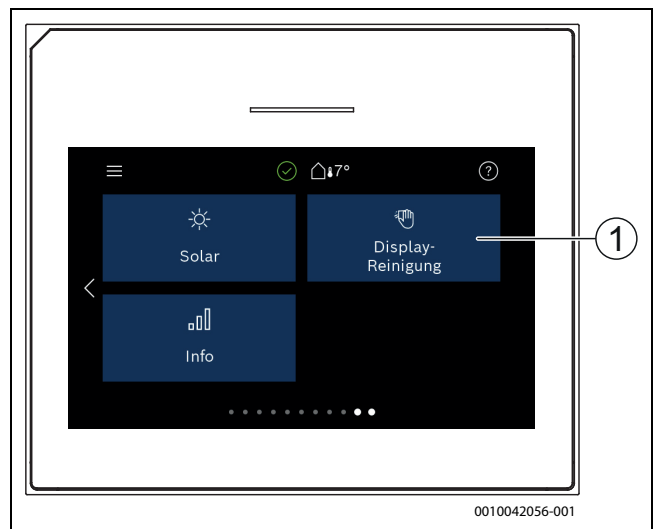 7°
?
Solar
Display-
Reinigung
1
Info
0010042056-001